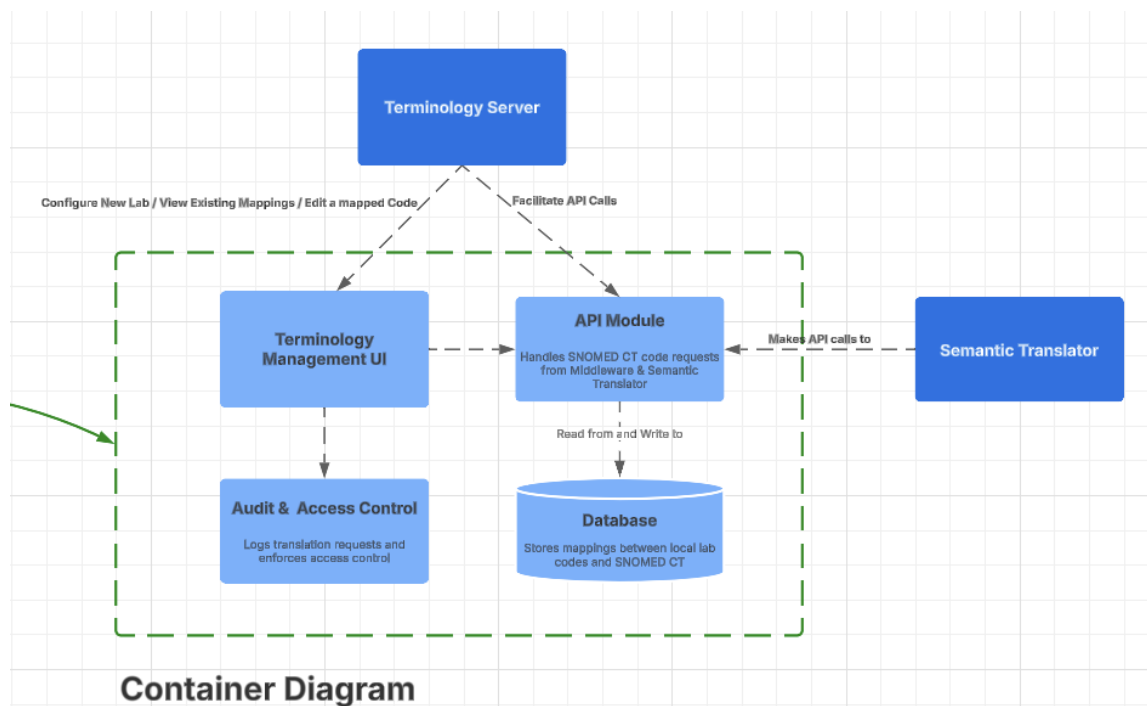 Terminology Server
Configure New Lab / View Existing Mappings / Edit a mapped Code
Facilitate API Calls
Terminology
Management UI
API Module
Handles SNOMED CT code requests
from Middleware & Semantic
Translator
Makes API calls to
Semantic Translator
Read from and Write to
Audit & Access Control
Logs translation requests and
enforces access control
Database
Stores mappings between local lab
codes and SNOMED CT
Container Diagram